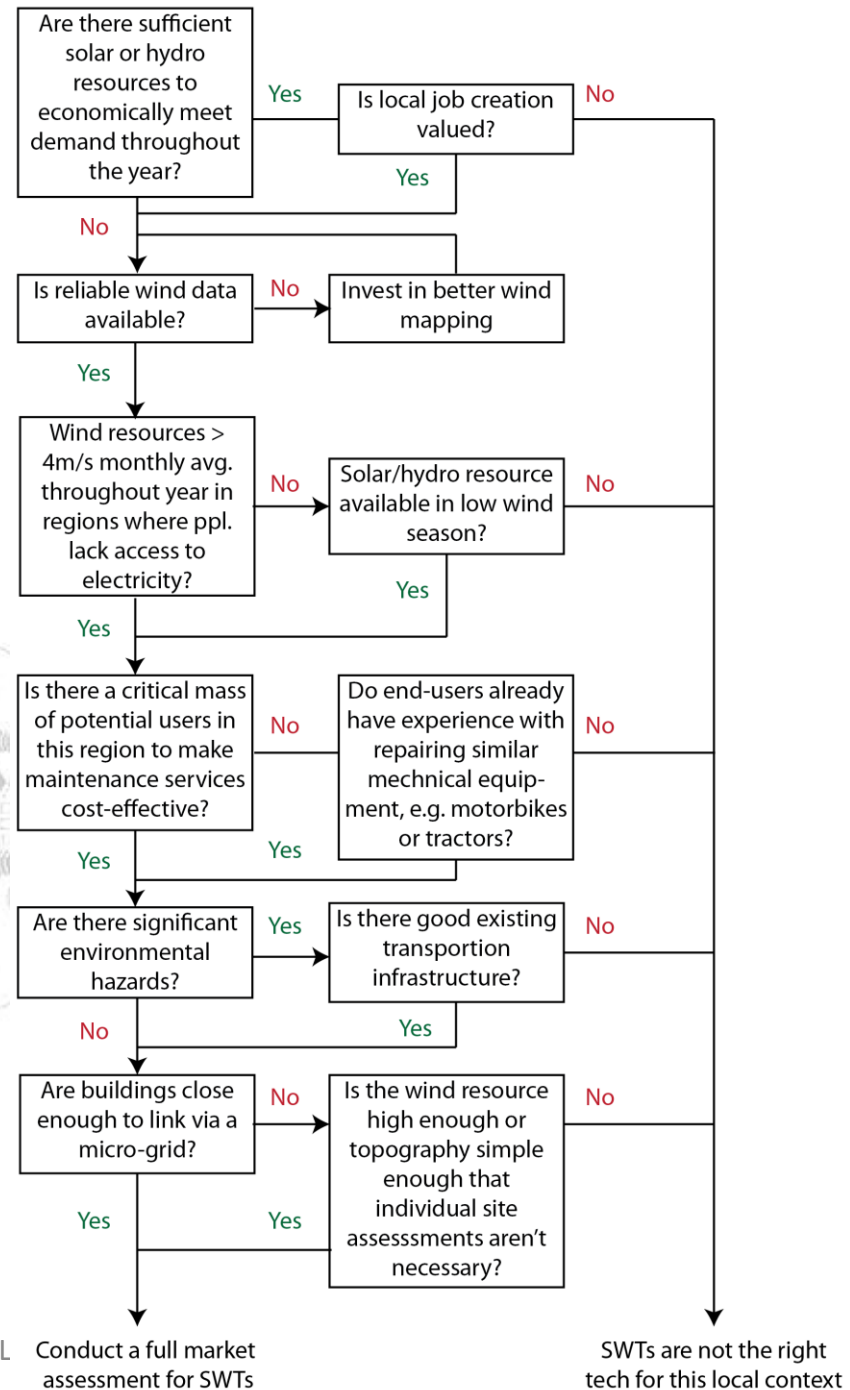 Are there sufficient
solar or hydro
resources to
economically meet
demand throughout
the year?
Yes
Is local job creation
valued?
No
Yes
No
Is reliable wind data
available?
No
Invest in better wind
mapping
Yes
Wind resources >
4m/s monthly avg.
throughout year in
regions where ppl.
lack access to
electricity?
No
Solar/hydro resource
available in low wind
season?
No
Yes
Yes
Is there a critical mass
of potential users in
this region to make
maintenance services
cost-effective?
No
Do end-users already
have experience with
repairing similar
mechnical equip-
ment, e.g. motorbikes
or tractors?
No
Yes
Yes
Are there significant
environmental
hazards?
Yes
Is there good existing
transportion
infrastructure?
No
No
Yes
Are buildings close
enough to link via a
micro-grid?
No
Is the wind resource
high enough or
topography simple
enough that
individual site
assesssments aren't
necessary?
No
Yes
Yes
L
Conduct a full market
assessment for SWTs
SWTs are not the right
tech for this local context